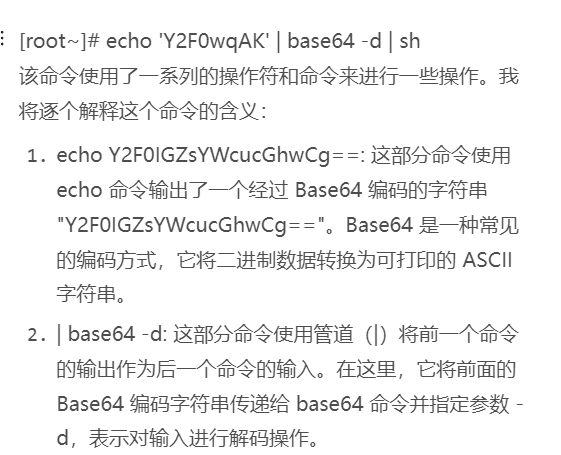 [root~]# echo 'Y2F0wqAK' | base64 -d | sh
该命令使用了一系列的操作符和命令来进行一些操作。我
将逐个解释这个命令的含义：
1. echo Y2F0IGZsYWcucGhwCg==: 这部分命令使用
echo 命令输出了一个经过 Base64 编码的字符串
"Y2F0IGZsYWcucGhwCg=="。Base64 是一种常见
的编码方式，它将二进制数据转换为可打印的 ASCII
字符串。
2. | base64 -d: 这部分命令使用管道（|）将前一个命令
的输出作为后一个命令的输入。在这里，它将前面的
Base64 编码字符串传递给 base64 命令并指定参数 -
d，表示对输入进行解码操作。